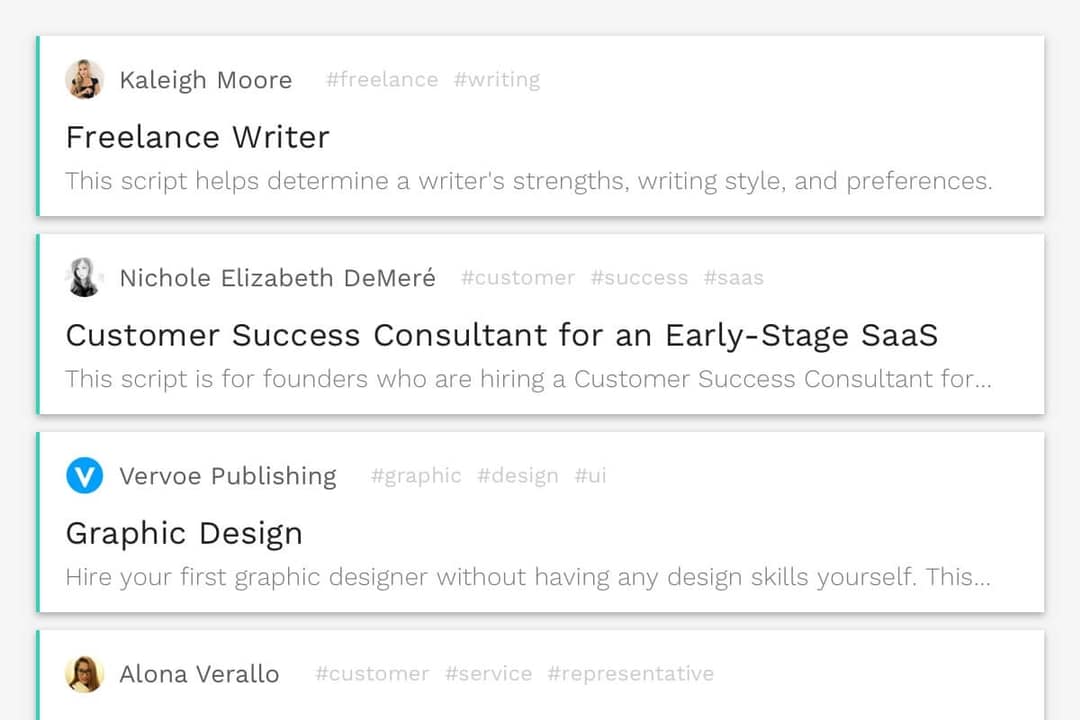 Kaleigh Moore #freelance #writing
Freelance Writer
This script helps determine a writer's strengths, writing style, and preferences.
Nichole Elizabeth DeMeré #customer #success #saas
Customer Success Consultant for an Early-Stage SaaS
This script is for founders who are hiring a Customer Success Consultant for...
V Vervoe Publishing #graphic #design #ui
Graphic Design
Hire your first graphic designer without having any design skills yourself. This...
Alona Verallo #customer #service #representative